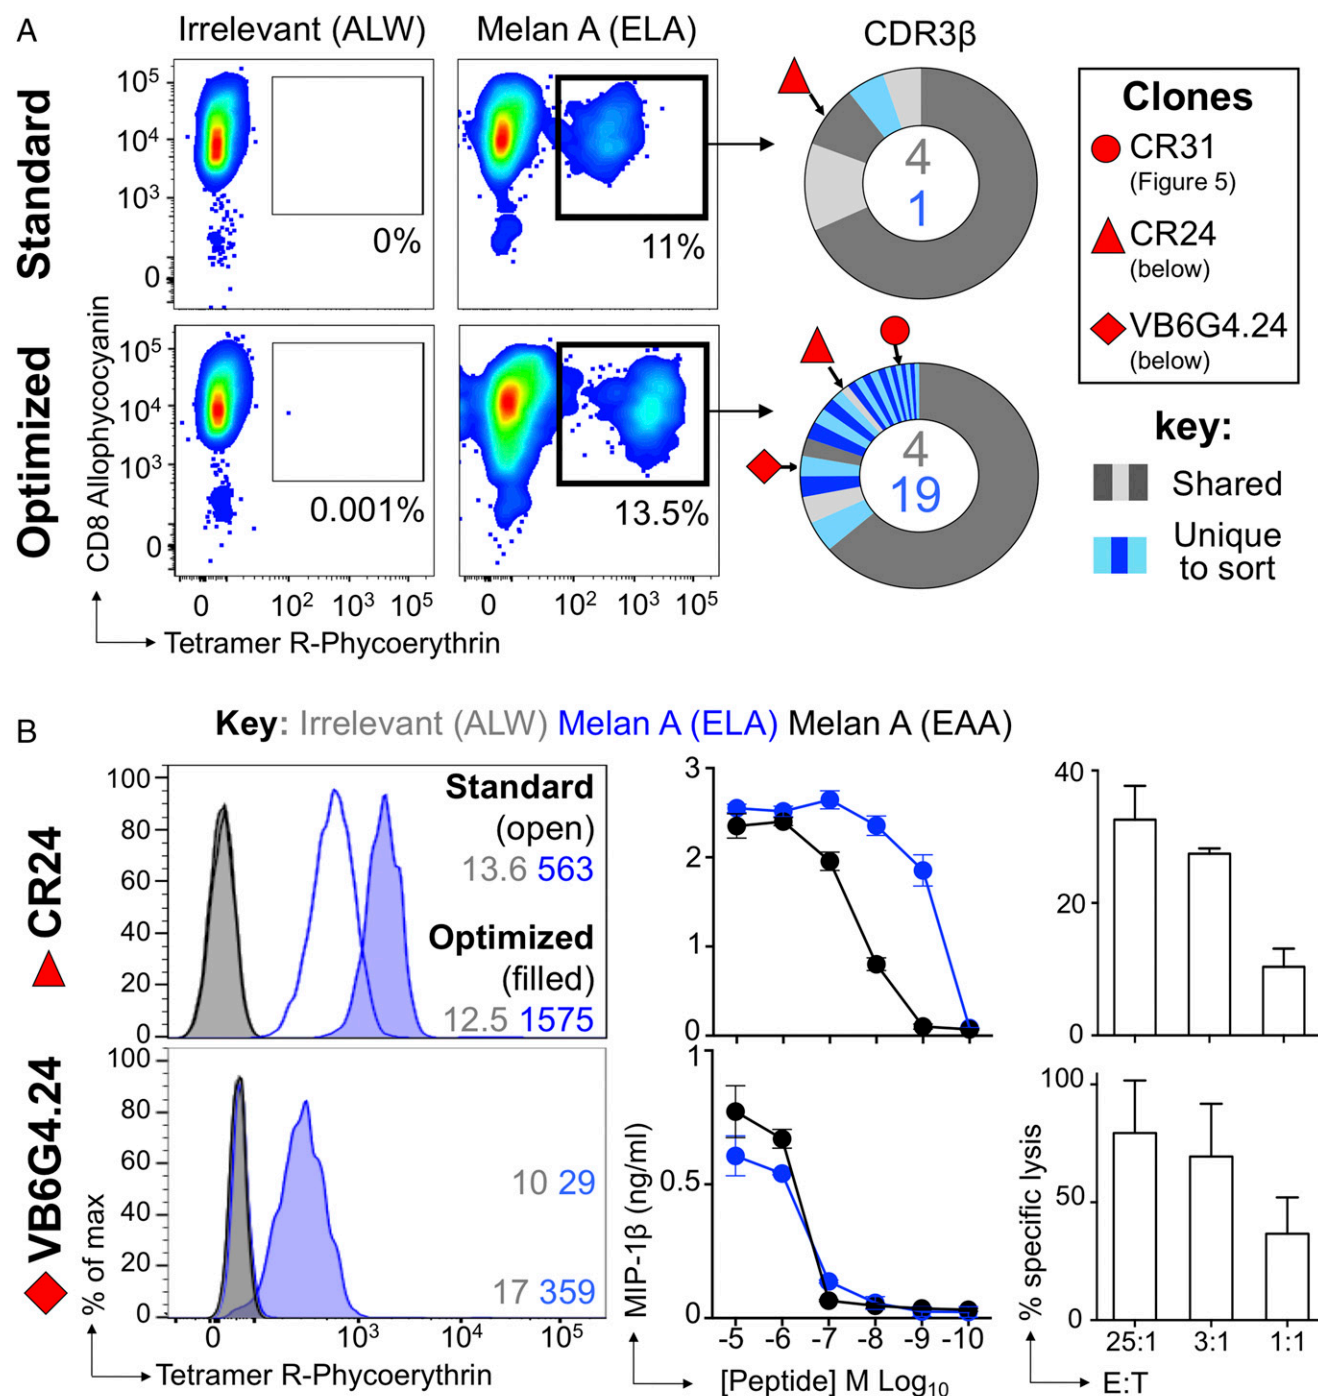 A
Irrelevant (ALW)
Melan A (ELA)
CDR3β
Standard
10⁵
10⁴
10³
0
0%
11%
4
1
Clones
CR31
(Figure 5)
CR24
(below)
VB6G4.24
(below)
key:
Shared
Unique
to sort
Optimized
CD8 Allophycocyanin
10⁵
10⁴
10³
0
0.001%
13.5%
4
19
0 10² 10³ 10⁵
0 10² 10³ 10⁵
Tetramer R-Phycoerythrin
B
Key: Irrelevant (ALW) Melan A (ELA) Melan A (EAA)
CR24
100
80
60
40
20
0
Standard
(open)
13.6 563
Optimized
(filled)
12.5 1575
3
2
1
0
40
20
0
VB6G4.24
% of max
100
80
60
40
20
0
10 29
17 359
0 10³ 10⁴ 10⁵
Tetramer R-Phycoerythrin
MIP-1β (ng/ml)
1
0.5
0
-5 -6 -7 -8 -9 -10
[Peptide] M Log₁₀
% specific lysis
100
50
0
25:1 3:1 1:1
E:T